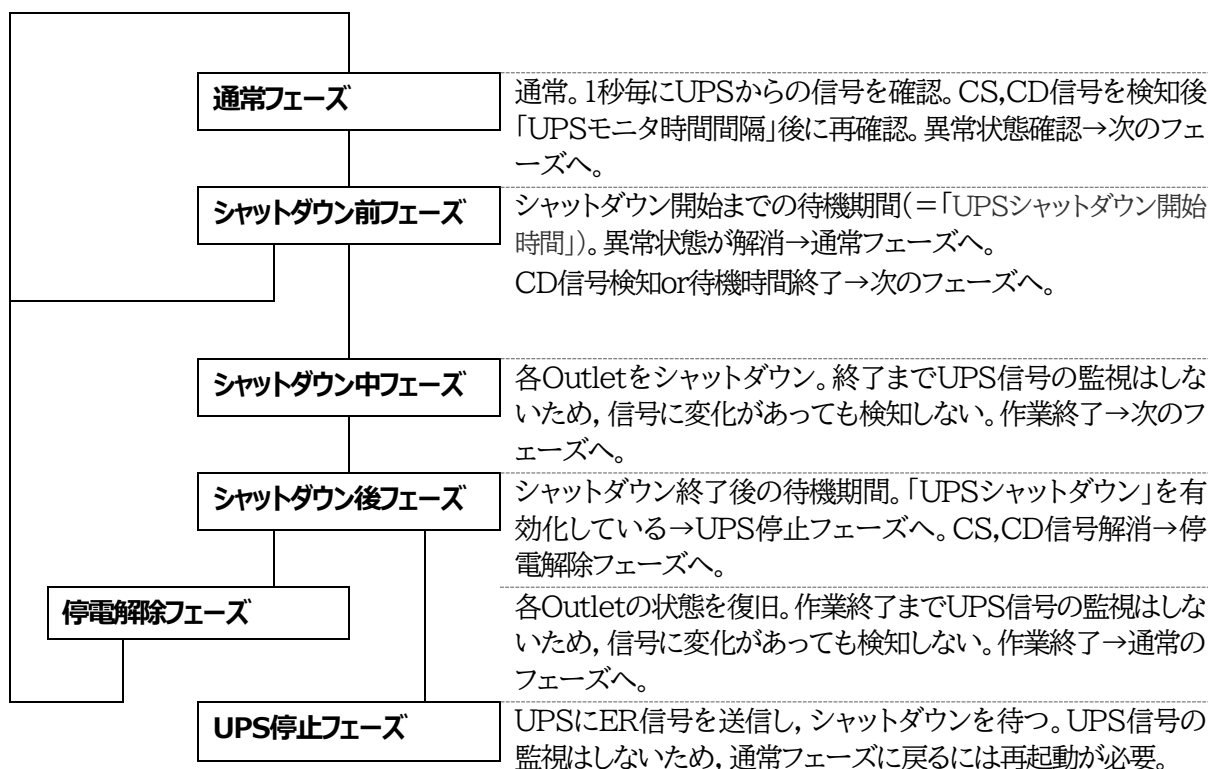 通常フェーズ
通常。1秒毎にUPSからの信号を確認。CS,CD信号を検知後
「UPSモニタ時間間隔」後に再確認。異常状態確認→次のフェ
ーズへ。
シャットダウン前フェーズ
シャットダウン開始までの待機期間(=「UPSシャットダウン開始
時間」)。異常状態が解消→通常フェーズへ。
CD信号検知or待機時間終了→次のフェーズへ。
シャットダウン中フェーズ
各Outletをシャットダウン。終了までUPS信号の監視はしな
いため,信号に変化があっても検知しない。作業終了→次のフ
ェーズへ。
シャットダウン後フェーズ
シャットダウン終了後の待機期間。「UPSシャットダウン」を有
効化している→UPS停止フェーズへ。CS,CD信号解消→停
電解除フェーズへ。
停電解除フェーズ
各Outletの状態を復旧。作業終了までUPS信号の監視はしな
いため,信号に変化があっても検知しない。作業終了→通常の
フェーズへ。
UPS停止フェーズ
UPSにER信号を送信し,シャットダウンを待つ。UPS信号の
監視はしないため,通常フェーズに戻るには再起動が必要。